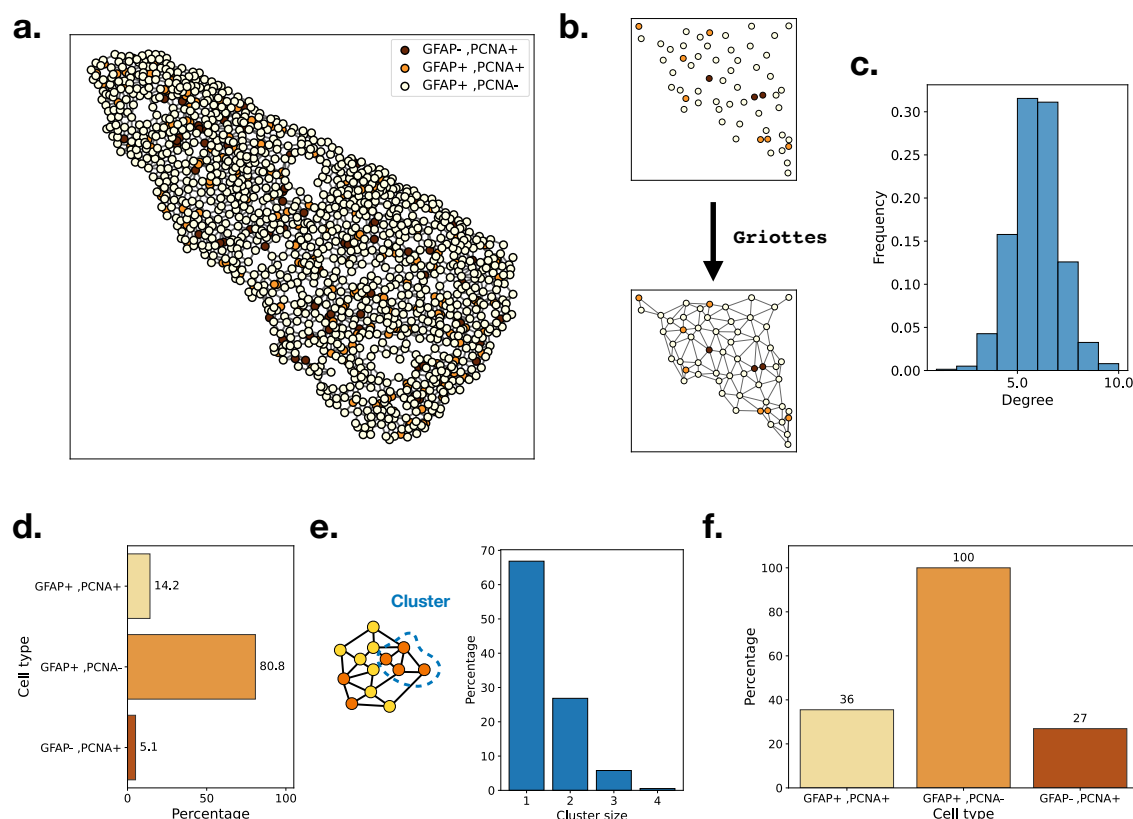 a.
GFAP- ,PCNA+
GFAP+ ,PCNA+
GFAP+ ,PCNA-
b.
Griottes
c.
0.30
0.25
0.20
0.15
0.10
0.05
0.00
Frequency
5.0
10.0
Degree
d.
Cell type
GFAP+ ,PCNA+
14.2
GFAP+ ,PCNA-
80.8
GFAP- ,PCNA+
5.1
0
50
100
Percentage
e.
Cluster
70
60
50
40
30
20
10
0
Percentage
1
2
3
4
Cluster size
f.
100
80
60
40
20
0
Percentage
36
100
27
GFAP+ ,PCNA+
GFAP+ ,PCNA-
GFAP- ,PCNA+
Cell type